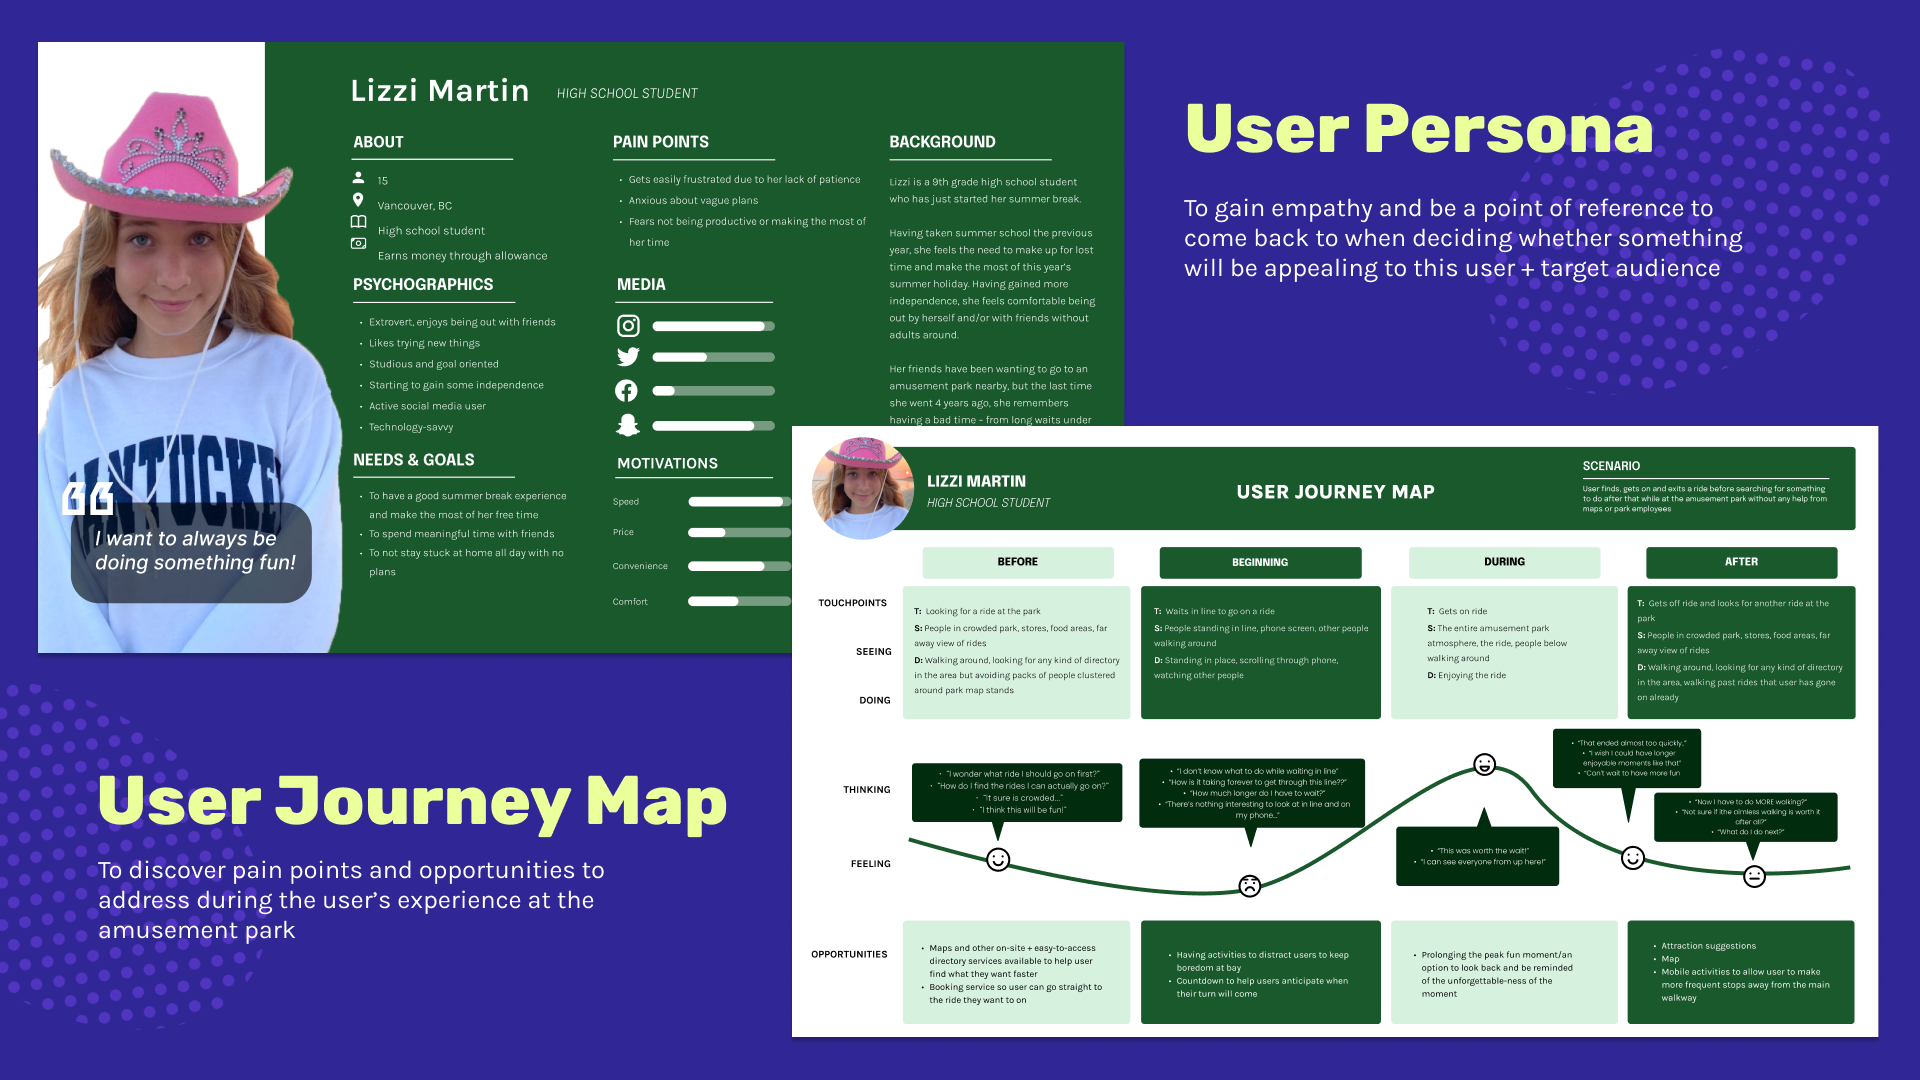 Lizzi Martin
HIGH SCHOOL STUDENT
ABOUT
15
Vancouver, BC
High school student
Earns money through allowance
PSYCHOGRAPHICS
• Extrovert, enjoys being out with friends
• Likes trying new things
• Studious and goal oriented
• Starting to gain some independence
• Active social media user
• Technology-savvy
NEEDS & GOALS
• To have a good summer break experience
and make the most of her free time
• To spend meaningful time with friends
• To not stay stuck at home all day with no
plans
PAIN POINTS
• Gets easily frustrated due to her lack of patience
• Anxious about vague plans
• Fears not being productive or making the most of
her time
MEDIA
MOTIVATIONS
Speed
Price
Convenience
Comfort
BACKGROUND
Lizzi is a 9th grade high school student
who has just started her summer break.
Having taken summer school the previous
year, she feels the need to make up for lost
time and make the most of this year's
summer holiday. Having gained more
independence, she feels comfortable being
out by herself and/or with friends without
adults around.
Her friends have been wanting to go to an
amusement park nearby, but the last time
she went 4 years ago, she remembers
having a bad time – from long waits under
I want to always be
doing something fun!
User Persona
To gain empathy and be a point of reference to
come back to when deciding whether something
will be appealing to this user + target audience
User Journey Map
To discover pain points and opportunities to
address during the user's experience at the
amusement park
LIZZI MARTIN
HIGH SCHOOL STUDENT
USER JOURNEY MAP
SCENARIO
User finds, gets on and exits a ride before searching for something
to do after that while at the amusement park without any help from
maps or park employees
BEFORE
BEGINNING
DURING
AFTER
TOUCHPOINTS
SEEING
DOING
T: Looking for a ride at the park
S: People in crowded park, stores, food areas, far
away view of rides
D: Walking around, looking for any kind of directory
in the area but avoiding packs of people clustered
around park map stands
T: Waits in line to go on a ride
S: People standing in line, phone screen, other people
walking around
D: Standing in place, scrolling through phone,
watching other people
T: Gets on ride
S: The entire amusement park
atmosphere, the ride, people below
walking around
D: Enjoying the ride
T: Gets off ride and looks for another ride at the
park
S: People in crowded park, stores, food areas, far
away view of rides
D: Walking around, looking for any kind of directory
in the area, walking past rides that user has gone
on already
THINKING
• "I wonder what ride I should go on first?"
• "How do I find the rides I can actually go on?"
• "It sure is crowded..."
• "I think this will be fun!"
• "I don't know what to do while waiting in line"
• "How is it taking forever to get through this line??"
• "How much longer do I have to wait?"
• "There's nothing interesting to look at in line and on
my phone..."
• "This was worth the wait!"
• "I can see everyone from up here!"
• "That ended almost too quickly.."
• "I wish I could have longer
enjoyable moments like that"
• "Can't wait to have more fun
• "Now I have to do MORE walking?"
• "Not sure if the aimless walking is worth it
after all?"
• "What do I do next?"
FEELING
OPPORTUNITIES
• Maps and other on-site + easy-to-access
directory services available to help user
find what they want faster
• Booking service so user can go straight to
the ride they want to on
• Having activities to distract users to keep
boredom at bay
• Countdown to help users anticipate when
their turn will come
• Prolonging the peak fun moment/an
option to look back and be reminded
of the unforgettable-ness of the
moment
• Attraction suggestions
• Map
• Mobile activities to allow user to make
more frequent stops away from the main
walkway